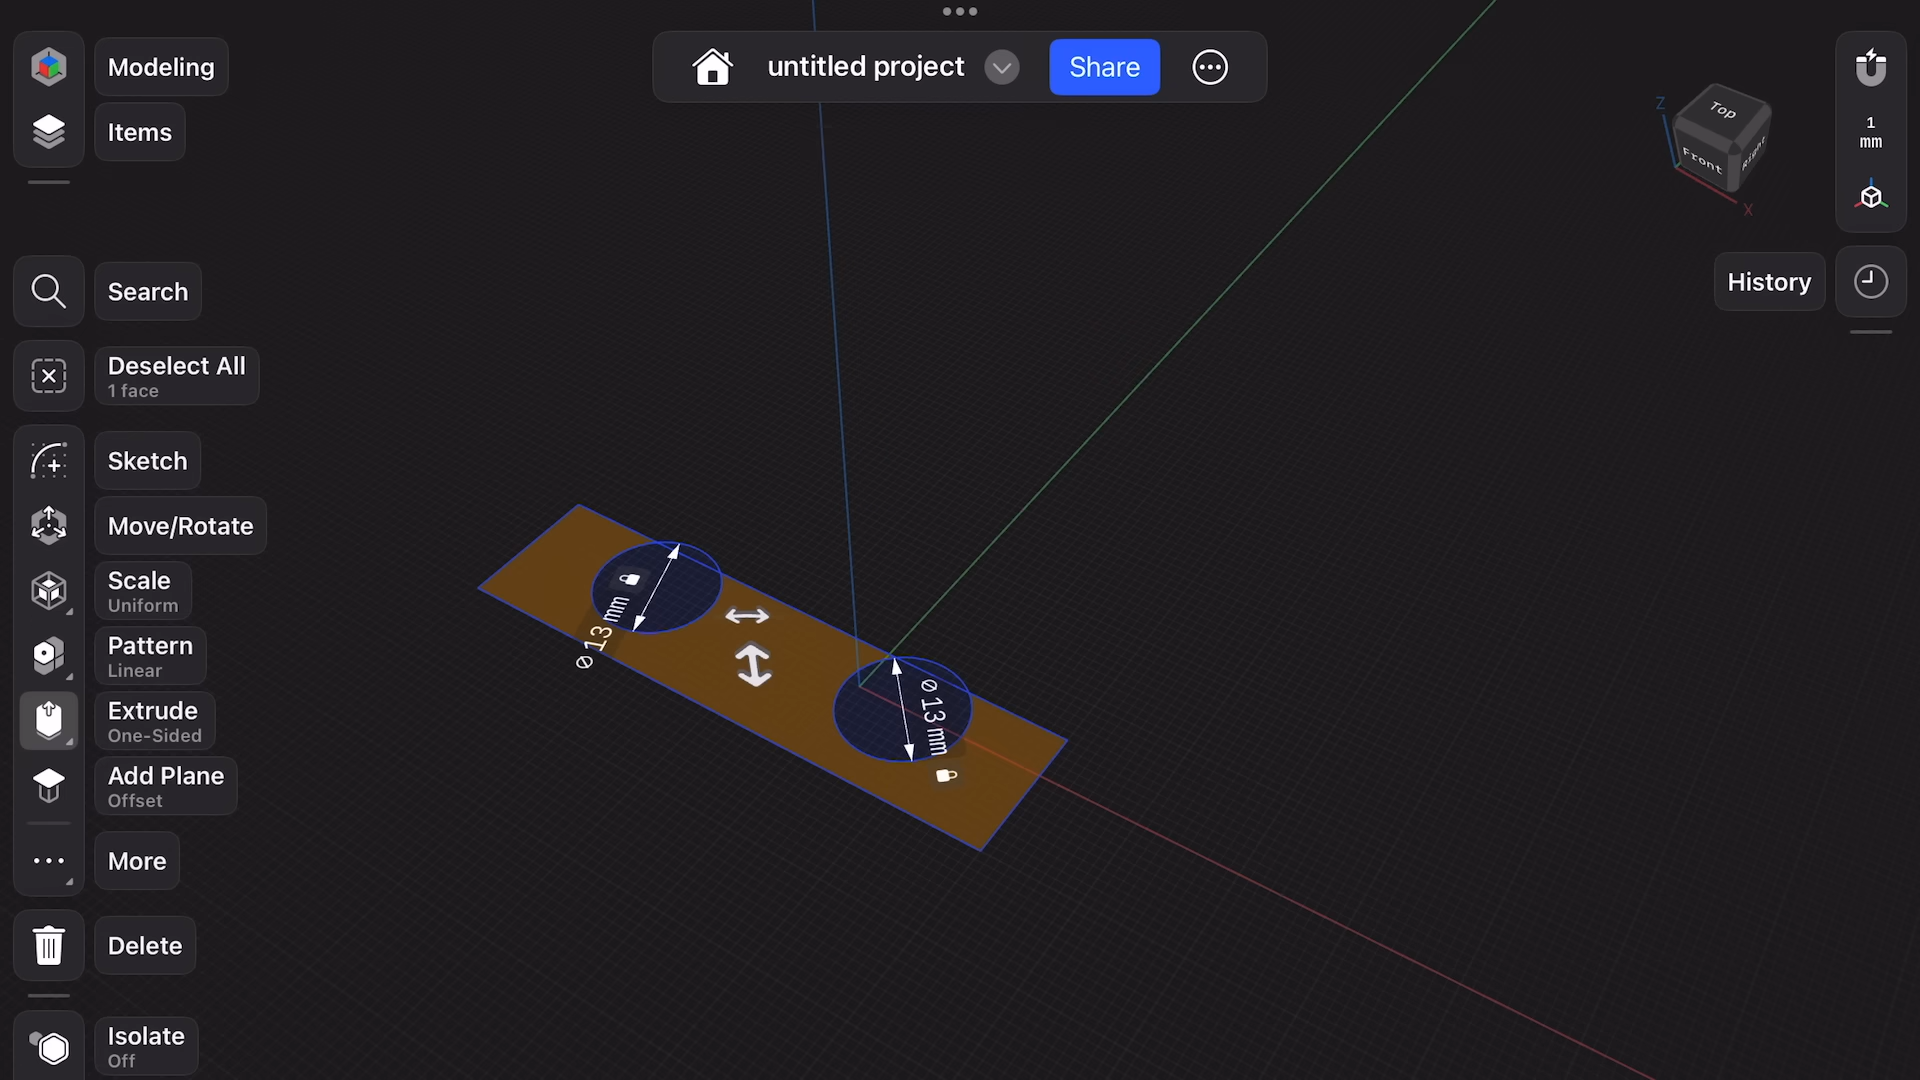 Modeling
untitled project
Share
Items
Top
Front
Right
Z
X
1
mm
History
Search
Deselect All
1 face
Sketch
Move/Rotate
Scale
Uniform
Pattern
Linear
Extrude
One-Sided
Add Plane
Offset
More
Delete
Isolate
Off
⌀ 13 mm
⌀ 13 mm